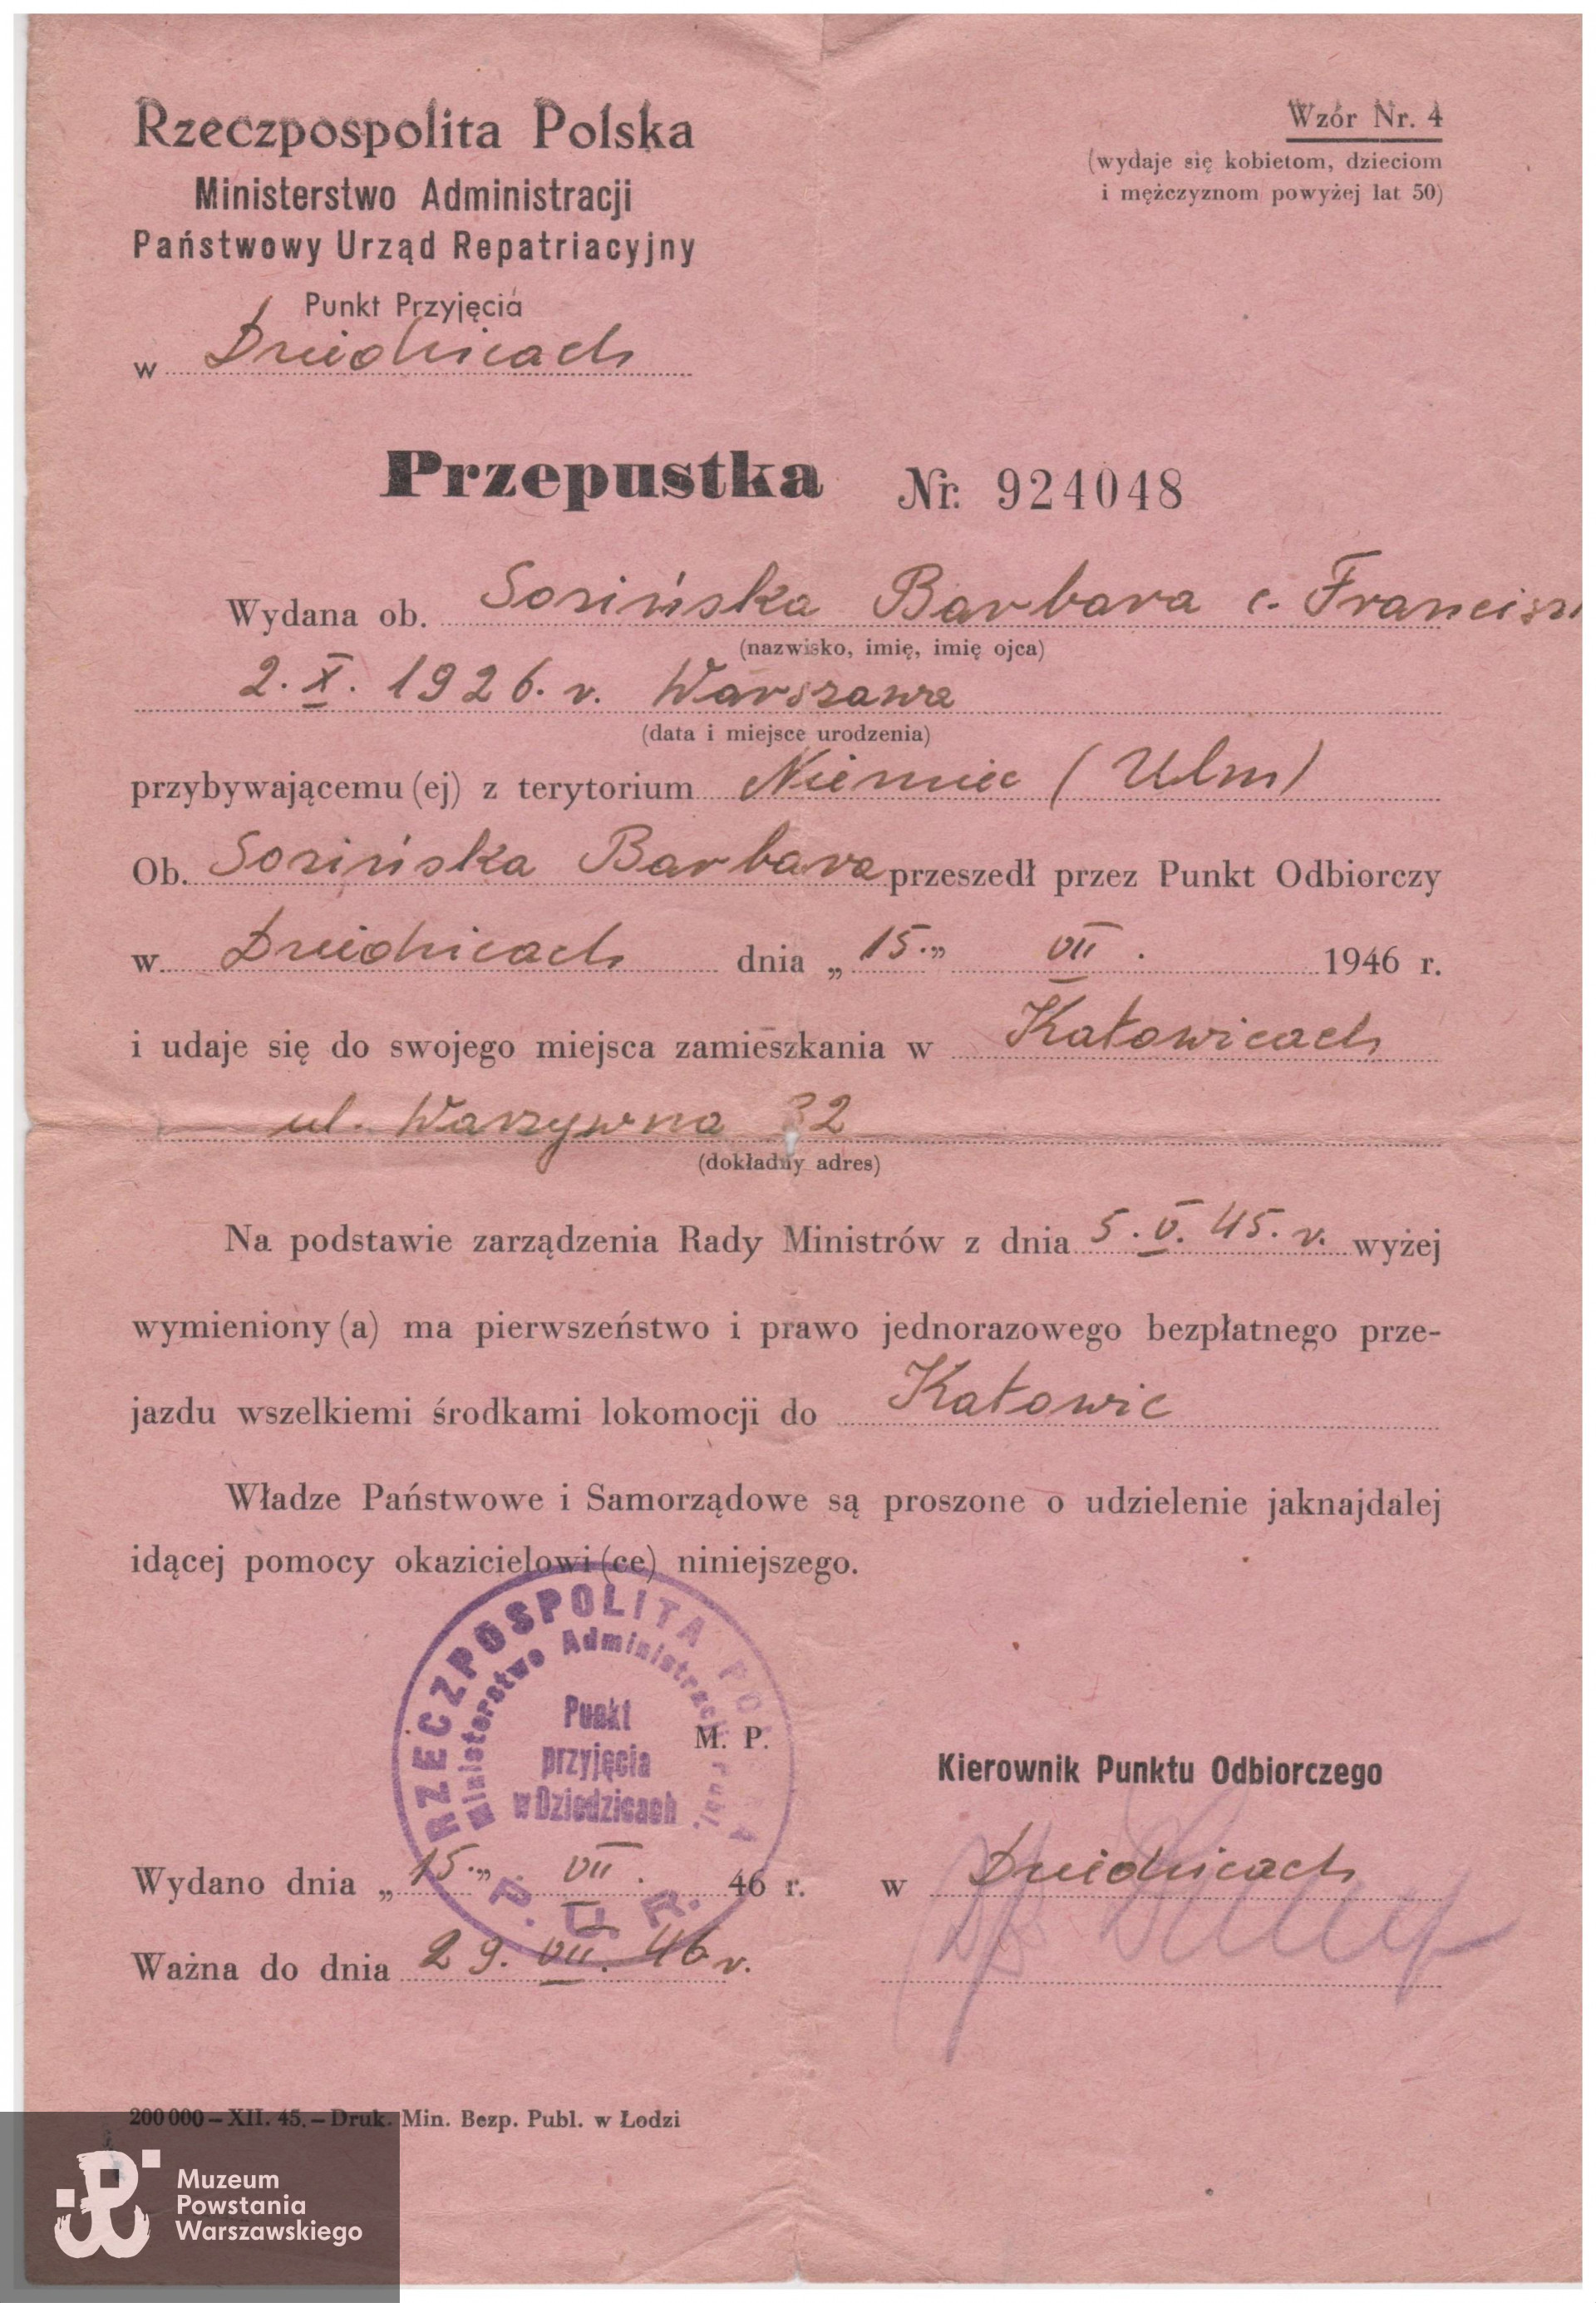 Rzeczpospolita Polska
Ministerstwo Administracji
Państwowy Urząd Repatriacyjny
Punkt Przyjęcia
w Dziedzicach
Wzór Nr. 4
(wydaje się kobietom, dzieciom
i mężczyznom powyżej lat 50)
Przepustka Nr. 924048
Wydana ob. Sosińska Barbara c. Francisz
(nazwisko, imię, imię ojca)
2. X. 1926. r. Warszawa
(data i miejsce urodzenia)
przybywającemu (ej) z terytorium Niemiec (Ulm)
Ob. Sosińska Barbara przeszedł przez Punkt Odbiorczy
w Dziedzicach dnia „15.” VII. 1946 r.
i udaje się do swojego miejsca zamieszkania w Katowicach
ul. Warzywna 32
(dokładny adres)
Na podstawie zarządzenia Rady Ministrów z dnia 5. V. 45. r. wyżej
wymieniony (a) ma pierwszeństwo i prawo jednorazowego bezpłatnego prze-
jazdu wszelkiemi środkami lokomocji do Katowic
Władze Państwowe i Samorządowe są proszone o udzielenie jaknajdalej
idącej pomocy okazicielowi (ce) niniejszego.
RZECZPOSPOLITA POLSKA
Ministerstwo Administracji Publ.
Punkt
przyjęcia
w Dziedzicach
P. U. R.
M. P.
Kierownik Punktu Odbiorczego
Wydano dnia „15.” VII. 46 r. w Dziedzicach
Ważna do dnia 29. VII. 46 r.
200 000 – XII. 45. – Druk. Min. Bezp. Publ. w Łodzi
Muzeum
Powstania
Warszawskiego